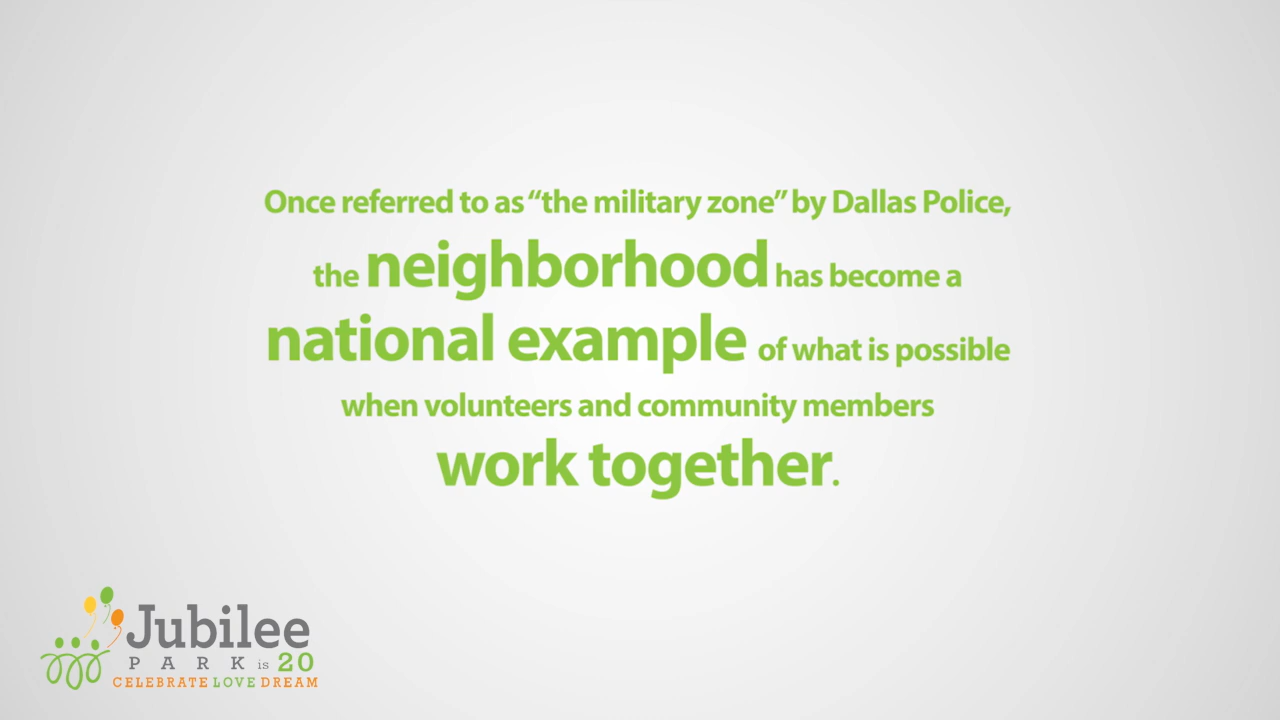 Once referred to as “the military zone” by Dallas Police,
the neighborhood has become a
national example of what is possible
when volunteers and community members
work together.
Jubilee
PARK is 20
CELEBRATE LOVE DREAM